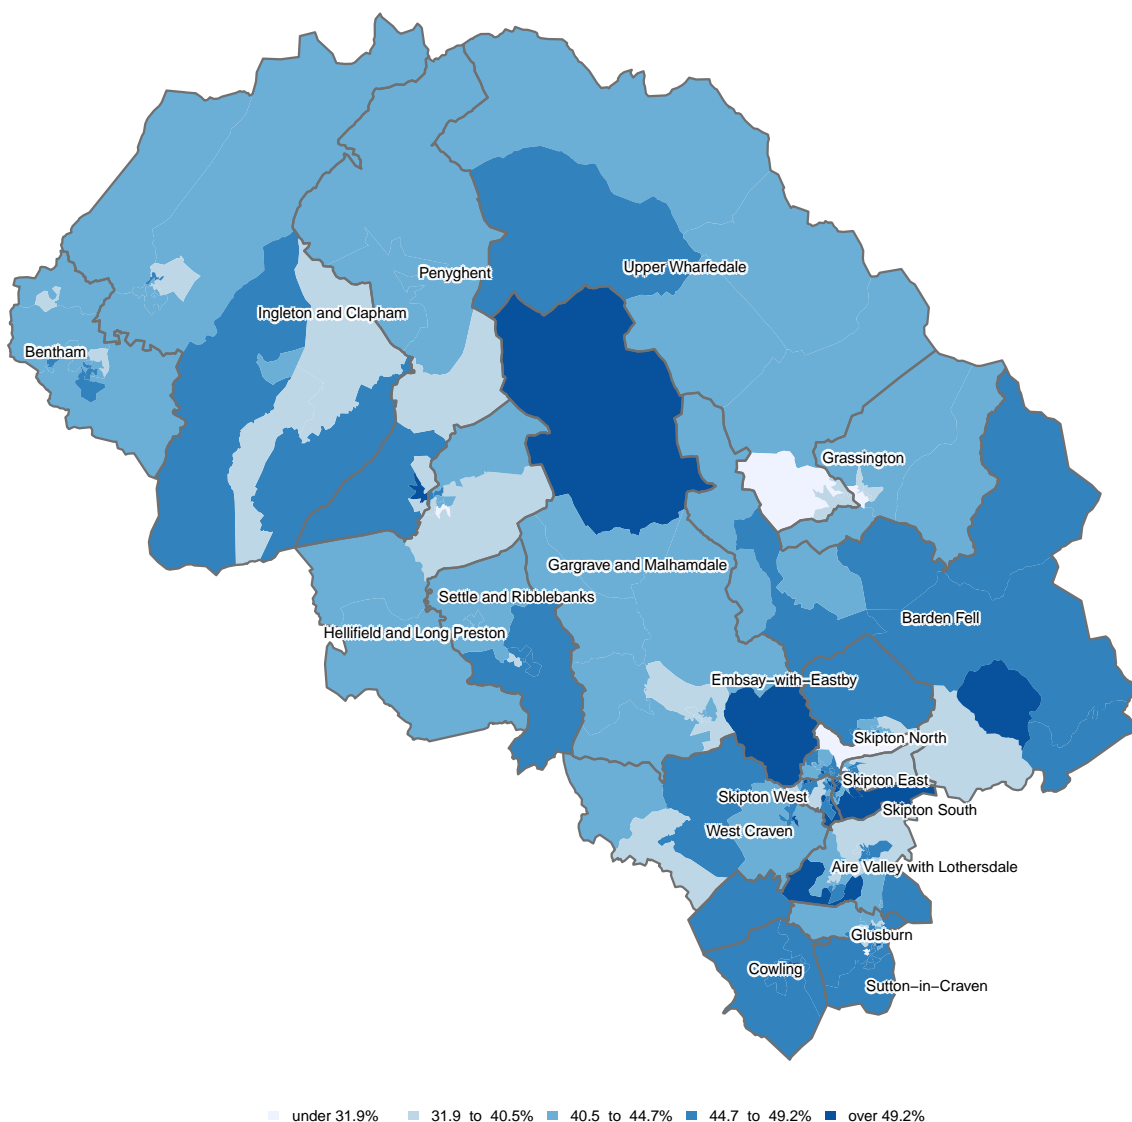 Penyghent
Upper Wharfedale
Ingleton and Clapham
Bentham
Grassington
Gargrave and Malhamdale
Settle and Ribblebanks
Barden Fell
Hellifield and Long Preston
Embsay−with−Eastby
Skipton North
Skipton East
Skipton West
Skipton South
West Craven
Aire Valley with Lothersdale
Glusburn
Cowling
Sutton−in−Craven
under 31.9% 31.9 to 40.5% 40.5 to 44.7% 44.7 to 49.2% over 49.2%